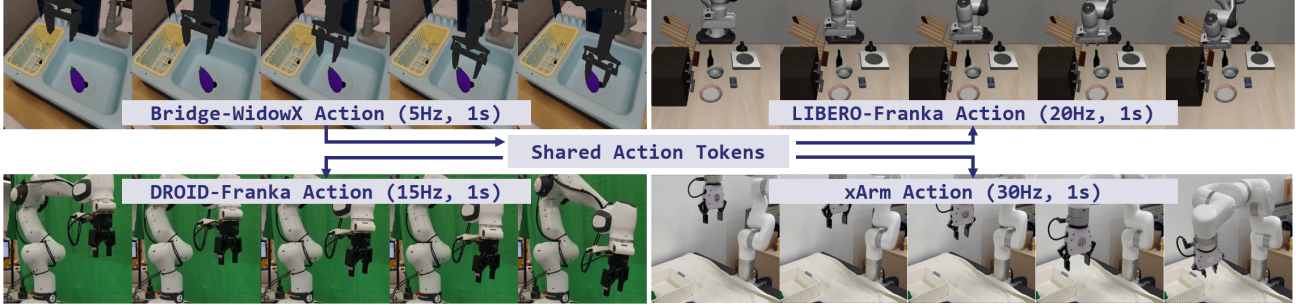 Bridge-WidowX Action (5Hz, 1s)
LIBERO-Franka Action (20Hz, 1s)
Shared Action Tokens
DROID-Franka Action (15Hz, 1s)
xArm Action (30Hz, 1s)